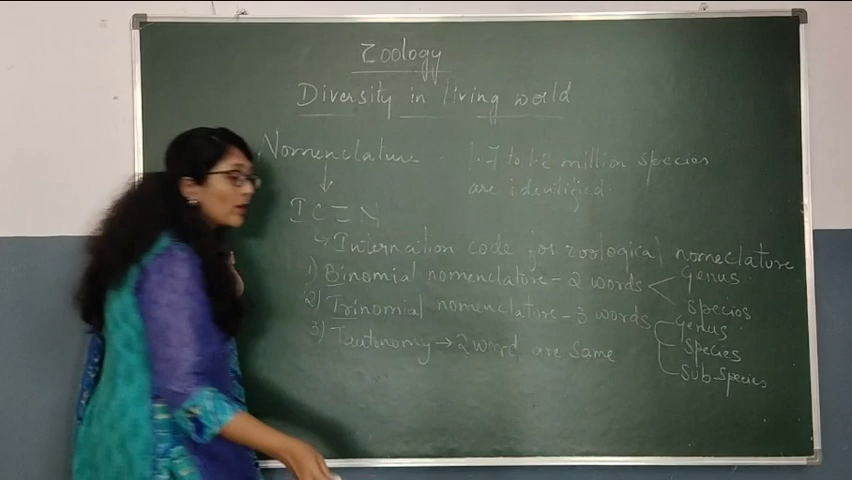 Zoology
Diversity in living world
Nomenclature - 1.7 to 1.8 million species
are identified.
↓
ICZN
↳ Internation code for zoological nomeclature
1) Binomial nomenclature - 2 words < genus
species
2) Trinomial nomenclature - 3 words genus
species
sub species
3) Tautonomy → 2 word are same